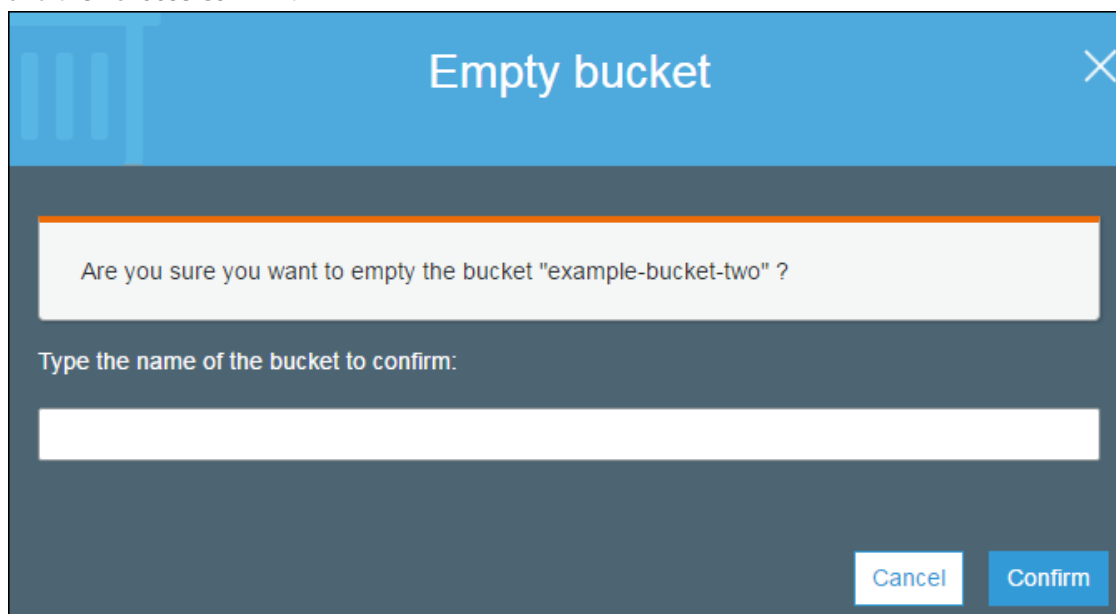 Empty bucket
Are you sure you want to empty the bucket "example-bucket-two" ?
Type the name of the bucket to confirm:
Cancel
Confirm